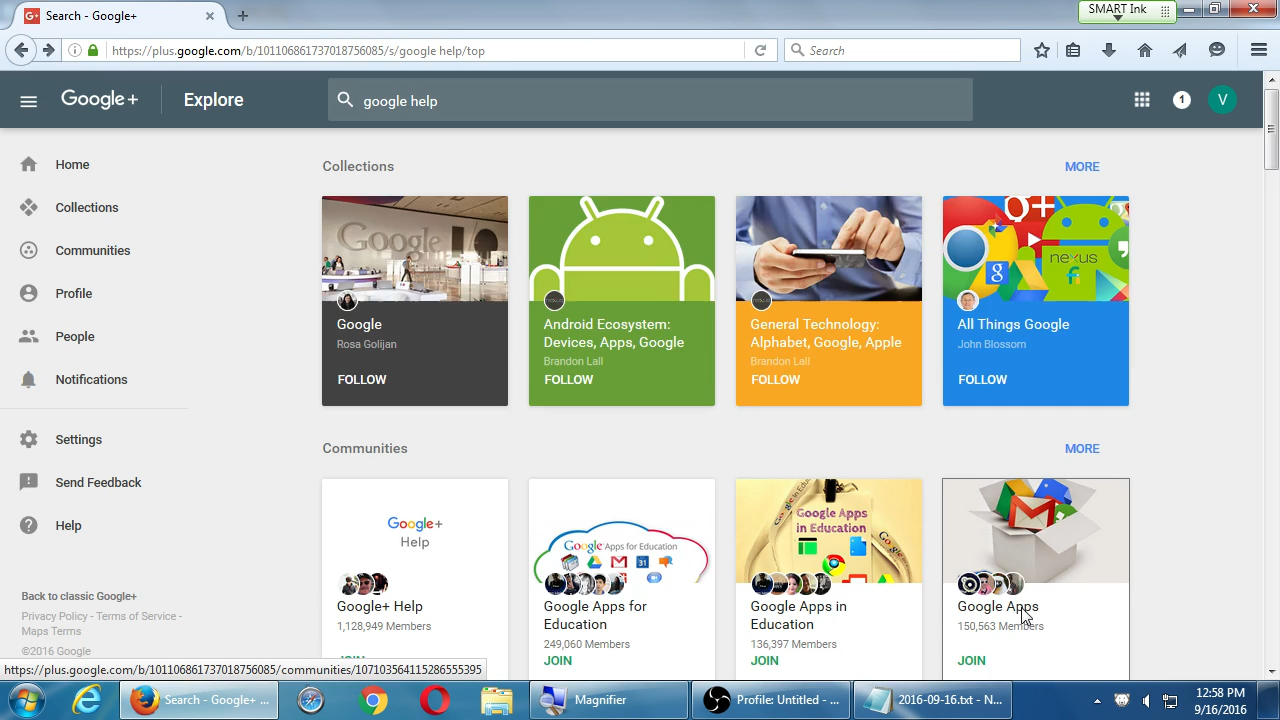 Search - Google+
SMART Ink
https://plus.google.com/b/101106861737018756085/s/google help/top
Search
Google+
Explore
google help
1
V
Home
Collections
Communities
Profile
People
Notifications
Settings
Send Feedback
Help
Back to classic Google+
Privacy Policy - Terms of Service -
Maps Terms
©2016 Google
Collections
MORE
Google
Google
Rosa Golijan
FOLLOW
Android Ecosystem:
Devices, Apps, Google
Brandon Lall
FOLLOW
General Technology:
Alphabet, Google, Apple
Brandon Lall
FOLLOW
nexus
fi
All Things Google
John Blossom
FOLLOW
Communities
MORE
Google+
Help
Google+ Help
1,128,949 Members
Google Apps for Education
Google Apps for
Education
249,060 Members
JOIN
Google Apps
in Education
Google Apps in
Education
136,397 Members
JOIN
Google Apps
150,563 Members
JOIN
https://plus.google.com/b/101106861737018756085/communities/107103564115286555395
Search - Google+ ...
Magnifier
Profile: Untitled - ...
2016-09-16.txt - N...
12:58 PM
9/16/2016